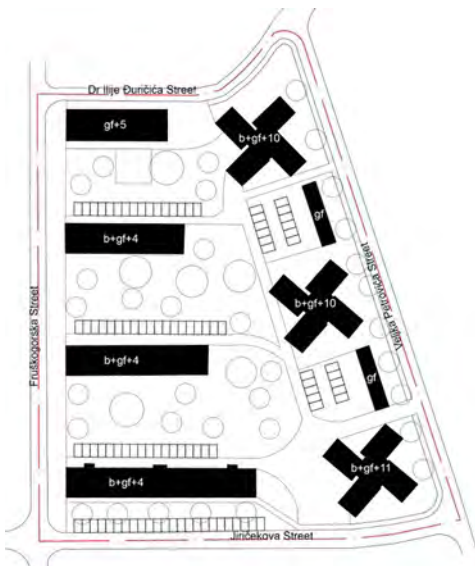 Dr Ilije Đuričića Street
gf+5
b+gf+10
gf
b+gf+4
Fruškogorska Street
Veljka Petrovića Street
b+gf+10
b+gf+4
gf
b+gf+11
b+gf+4
Jiričekova Street